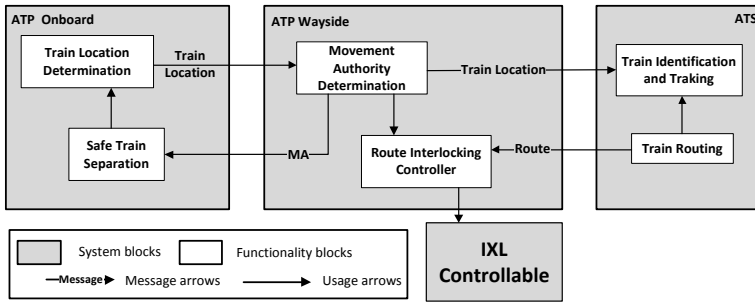 ATP Onboard
ATP Wayside
ATS
Train Location
Determination
Train
Location
Movement
Authority
Determination
Train Location
Train Identification
and Traking
Safe Train
Separation
MA
Route Interlocking
Controller
Route
Train Routing
IXL
Controllable
System blocks
Functionality blocks
Message
Message arrows
Usage arrows